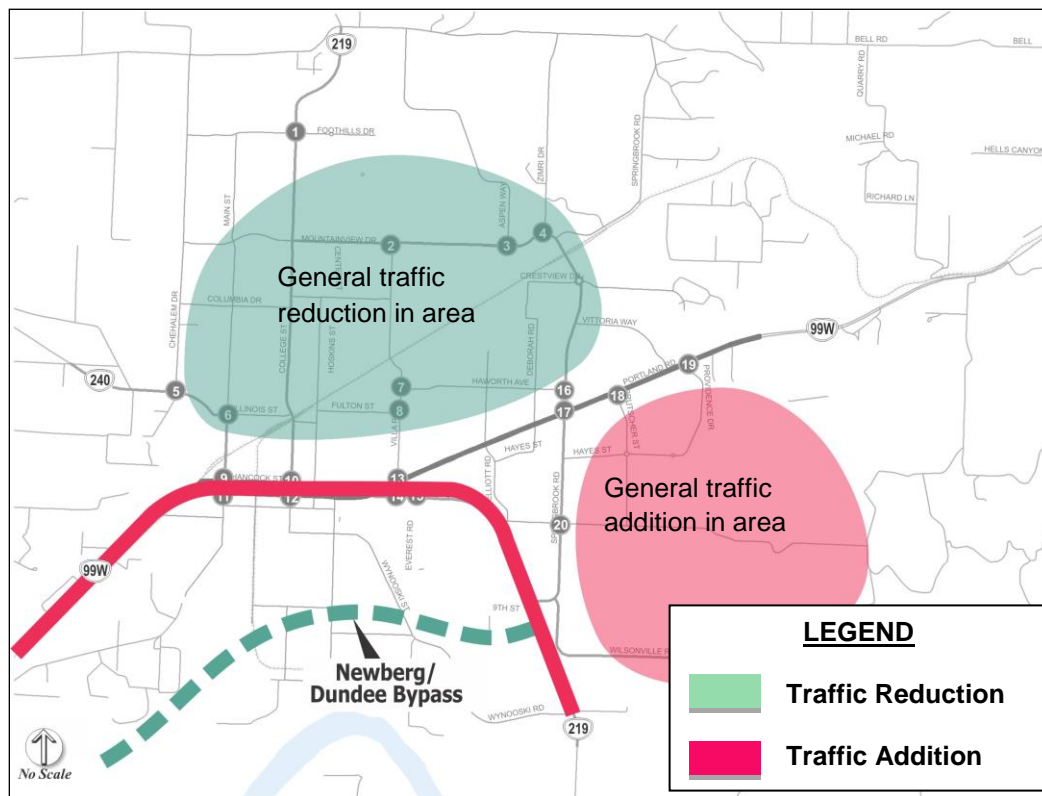 219
BELL RD
BELL
QUARRY RD
1
FOOTHILLS DR
MICHAEL RD
HELLS CANYON
ZIMRI DR
SPRINGBROOK RD
RICHARD LN
MAIN ST
ASPEN WAY
MOUNTAINVIEW DR
2
3
4
General traffic
reduction in area
CRESTVIEW DR
CHEHALEM DR
COLUMBIA DR
COLLEGE ST
HOSKINS ST
DEBORAH RD
VITTORIA WAY
99W
240
5
6
ILLINOIS ST
FULTON ST
7
8
HAWORTH AVE
16
17
18
19
PORTLAND RD
PROVIDENCE DR
HAYES ST
HAYES ST
9
HANCOCK ST
10
11
12
13
14
15
ELLIOTT RD
General traffic
addition in area
20
EVEREST RD
99W
WYNOOSKI ST
9TH ST
Newberg/
Dundee Bypass
WILSONVILLE R
WYNOOSKI RD
219
No Scale
LEGEND
Traffic Reduction
Traffic Addition